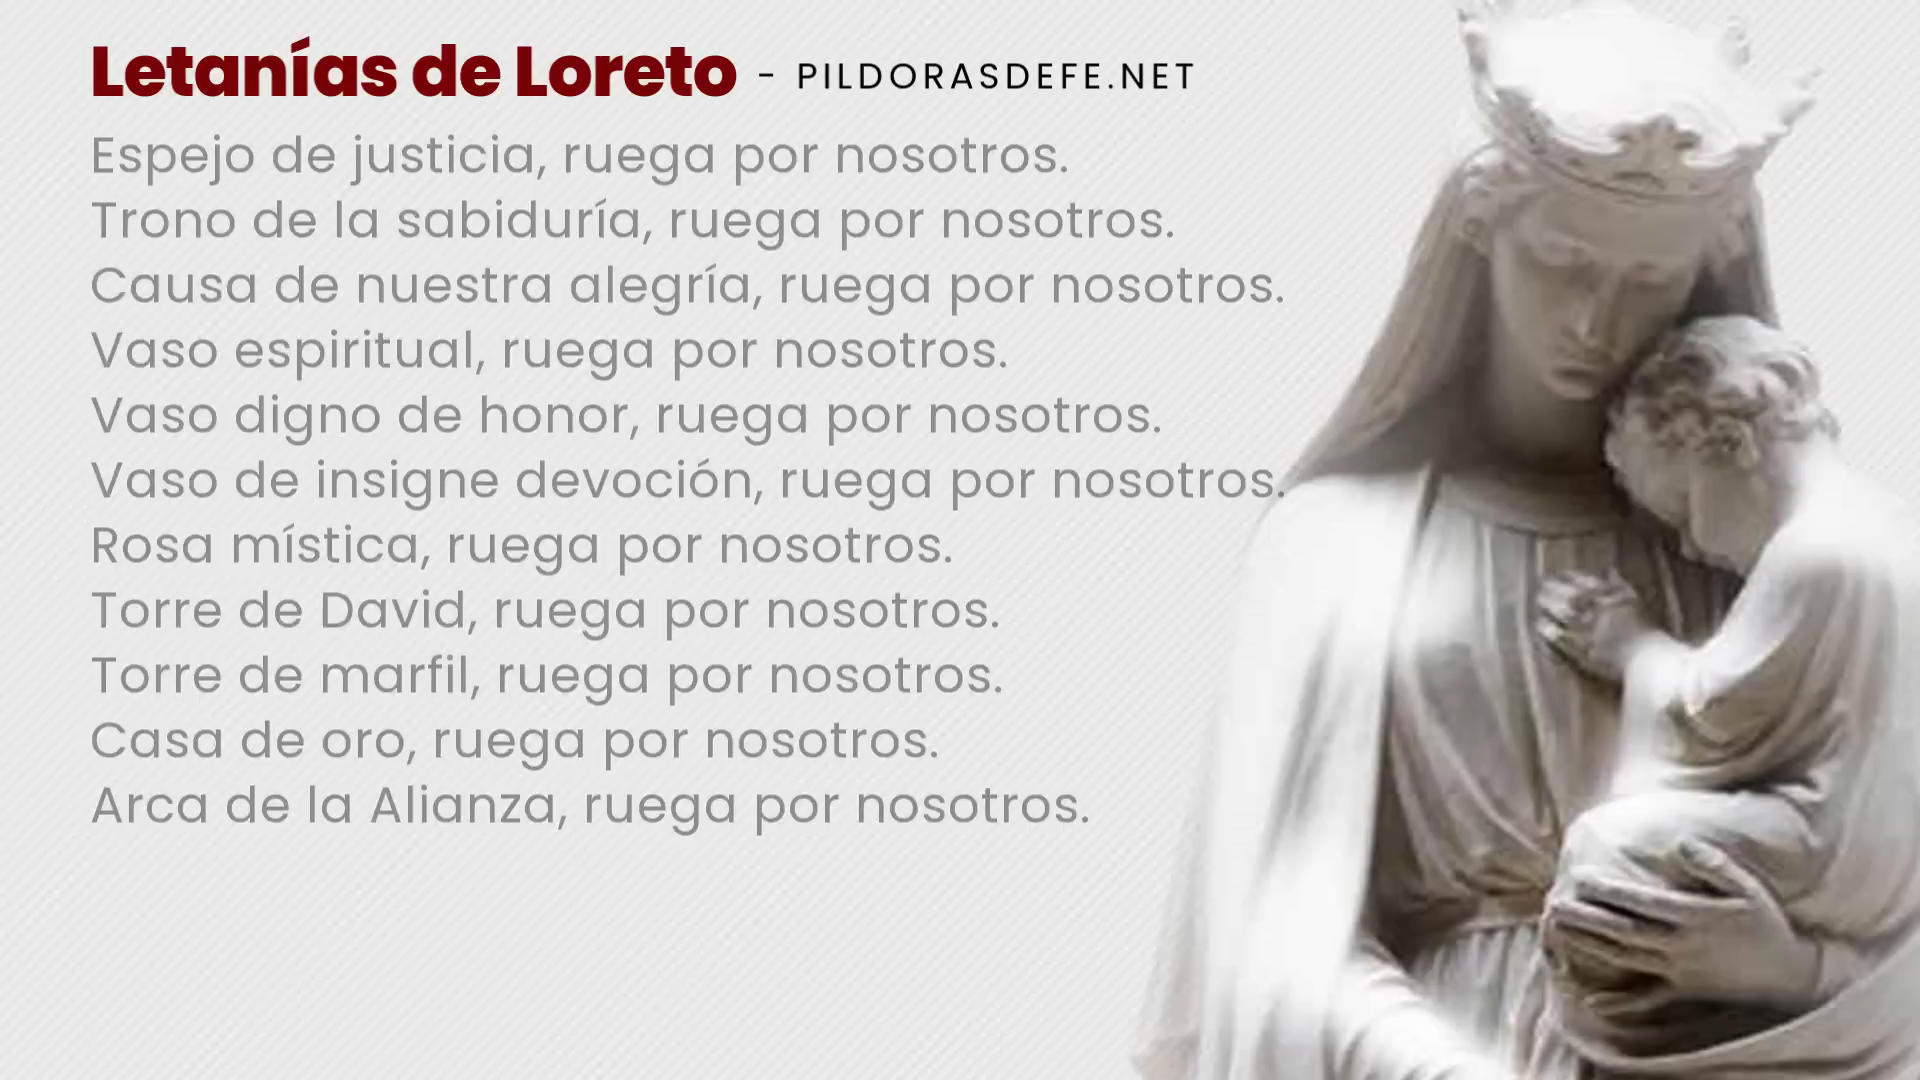 Letanías de Loreto - PILDORASDEFE.NET
Espejo de justicia, ruega por nosotros.
Trono de la sabiduría, ruega por nosotros.
Causa de nuestra alegría, ruega por nosotros.
Vaso espiritual, ruega por nosotros.
Vaso digno de honor, ruega por nosotros.
Vaso de insigne devoción, ruega por nosotros.
Rosa mística, ruega por nosotros.
Torre de David, ruega por nosotros.
Torre de marfil, ruega por nosotros.
Casa de oro, ruega por nosotros.
Arca de la Alianza, ruega por nosotros.